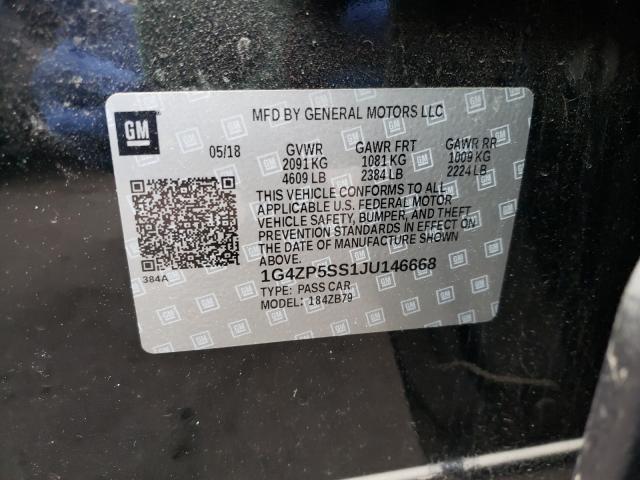 GM
MFD BY GENERAL MOTORS LLC
05/18 GVWR GAWR FRT GAWR RR
2091 KG 1081 KG 1009 KG
4609 LB 2384 LB 2224 LB
THIS VEHICLE CONFORMS TO ALL
APPLICABLE U.S. FEDERAL MOTOR
VEHICLE SAFETY, BUMPER, AND THEFT
PREVENTION STANDARDS IN EFFECT ON
THE DATE OF MANUFACTURE SHOWN
ABOVE.
384A
1G4ZP5SS1JU146668
TYPE: PASS CAR
MODEL: 184ZB79